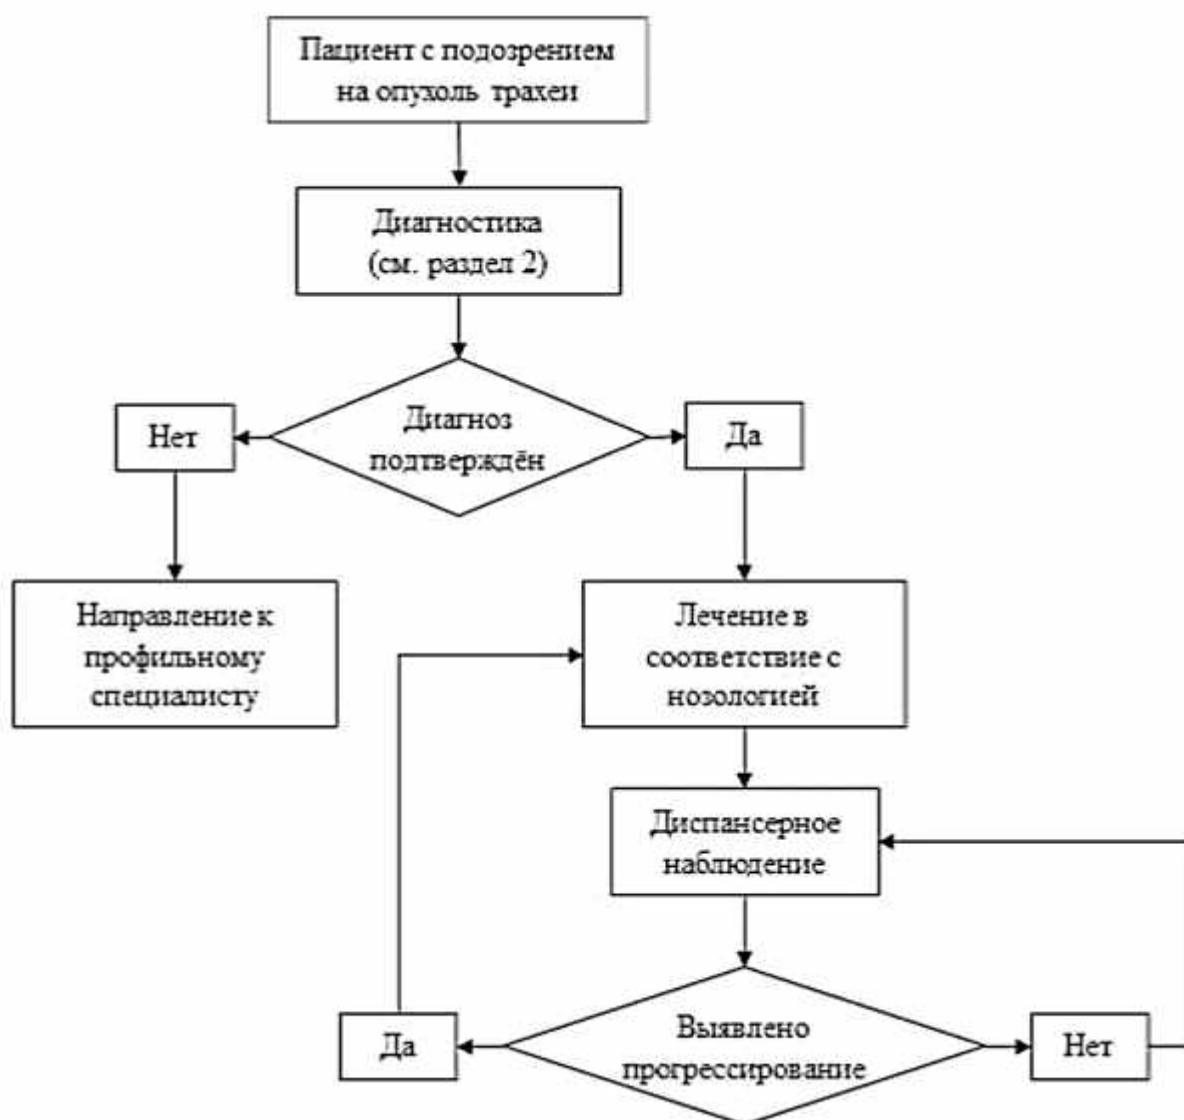 Пациент с подозрением
на опухоль трахеи
Диагностика
(см. раздел 2)
Диагноз
подтверждён
Нет
Да
Направление к
профильному
специалисту
Лечение в
соответствие с
нозологией
Диспансерное
наблюдение
Выявлено
прогрессирование
Да
Нет